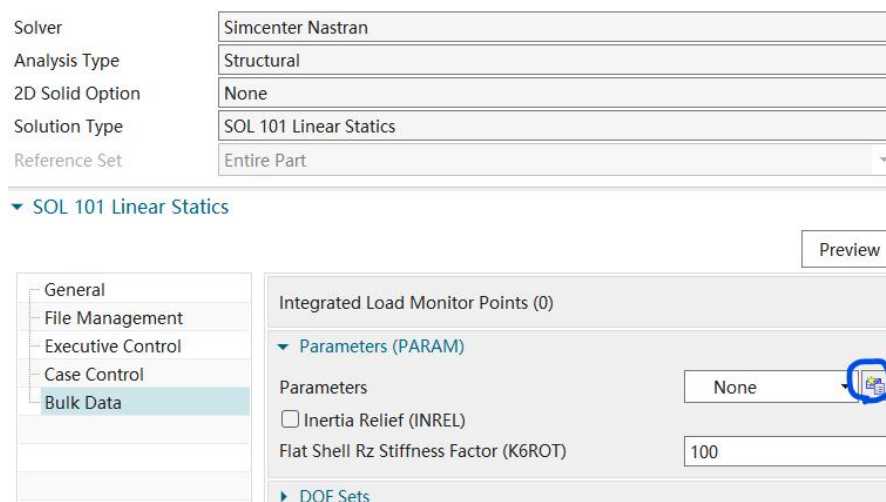 Solver Simcenter Nastran
Analysis Type Structural
2D Solid Option None
Solution Type SOL 101 Linear Statics
Reference Set Entire Part
SOL 101 Linear Statics
Preview
General
File Management
Executive Control
Case Control
Bulk Data
Integrated Load Monitor Points (0)
Parameters (PARAM)
Parameters None
Inertia Relief (INREL)
Flat Shell Rz Stiffness Factor (K6ROT) 100
DOF Sets